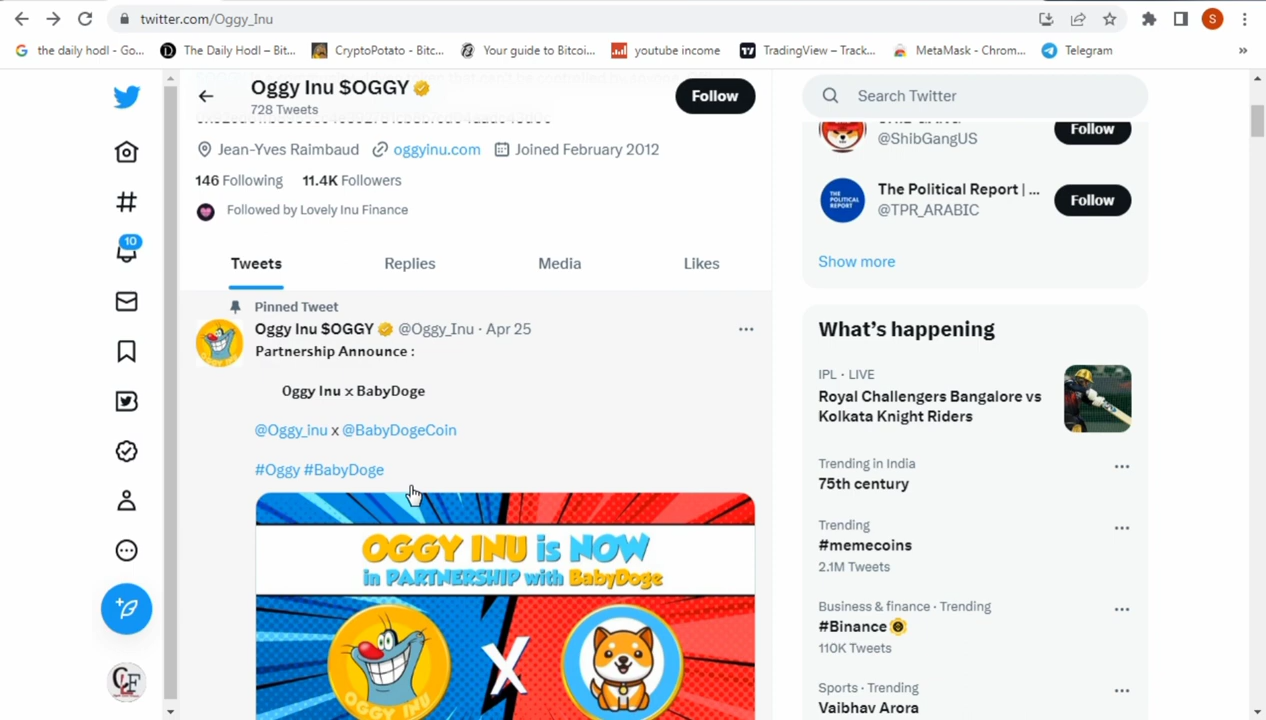 twitter.com/Oggy_Inu
S
the daily hodl - Go...
The Daily Hodl – Bit...
CryptoPotato - Bitc...
Your guide to Bitcoi...
youtube income
TradingView – Track...
MetaMask - Chrom...
Telegram
»
Oggy Inu $OGGY
728 Tweets
Follow
Jean-Yves Raimbaud
oggyinu.com
Joined February 2012
146 Following
11.4K Followers
Followed by Lovely Inu Finance
Tweets
Replies
Media
Likes
Pinned Tweet
Oggy Inu $OGGY @Oggy_Inu · Apr 25
Partnership Announce :
Oggy Inu x BabyDoge
@Oggy_inu x @BabyDogeCoin
#Oggy #BabyDoge
OGGY INU is NOW
in PARTNERSHIP with BabyDoge
X
OGGY INU
10
Search Twitter
@ShibGangUS
Follow
THE POLITICAL REPORT
The Political Report | ...
@TPR_ARABIC
Follow
Show more
What's happening
IPL · LIVE
Royal Challengers Bangalore vs
Kolkata Knight Riders
Trending in India
75th century
Trending
#memecoins
2.1M Tweets
Business & finance · Trending
#Binance
110K Tweets
Sports · Trending
Vaibhav Arora